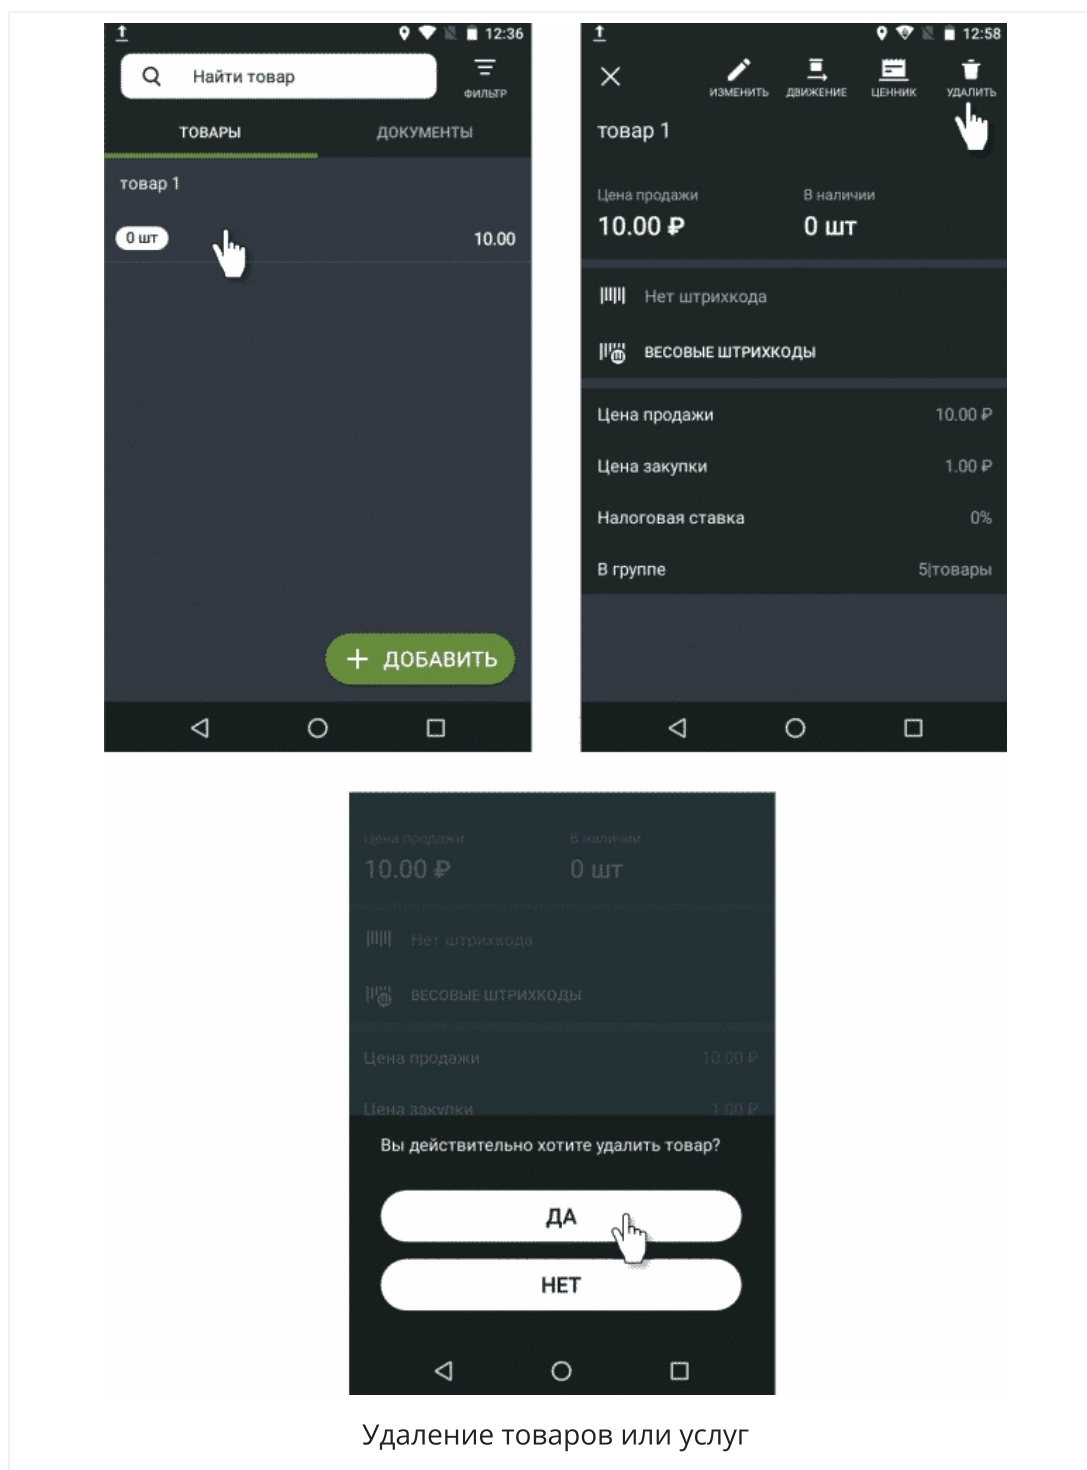 12:36
Найти товар
ФИЛЬТР
ТОВАРЫ ДОКУМЕНТЫ
товар 1
0 шт 10.00
+ ДОБАВИТЬ
12:58
ИЗМЕНИТЬ ДВИЖЕНИЕ ЦЕННИК УДАЛИТЬ
товар 1
Цена продажи В наличии
10.00 ₽ 0 шт
Нет штрихкода
ВЕСОВЫЕ ШТРИХКОДЫ
Цена продажи 10.00 ₽
Цена закупки 1.00 ₽
Налоговая ставка 0%
В группе 5|товары
Цена продажи В наличии
10.00 ₽ 0 шт
Нет штрихкода
ВЕСОВЫЕ ШТРИХКОДЫ
Цена продажи 10.00 ₽
Цена закупки 1.00 ₽
Вы действительно хотите удалить товар?
ДА
НЕТ
Удаление товаров или услуг